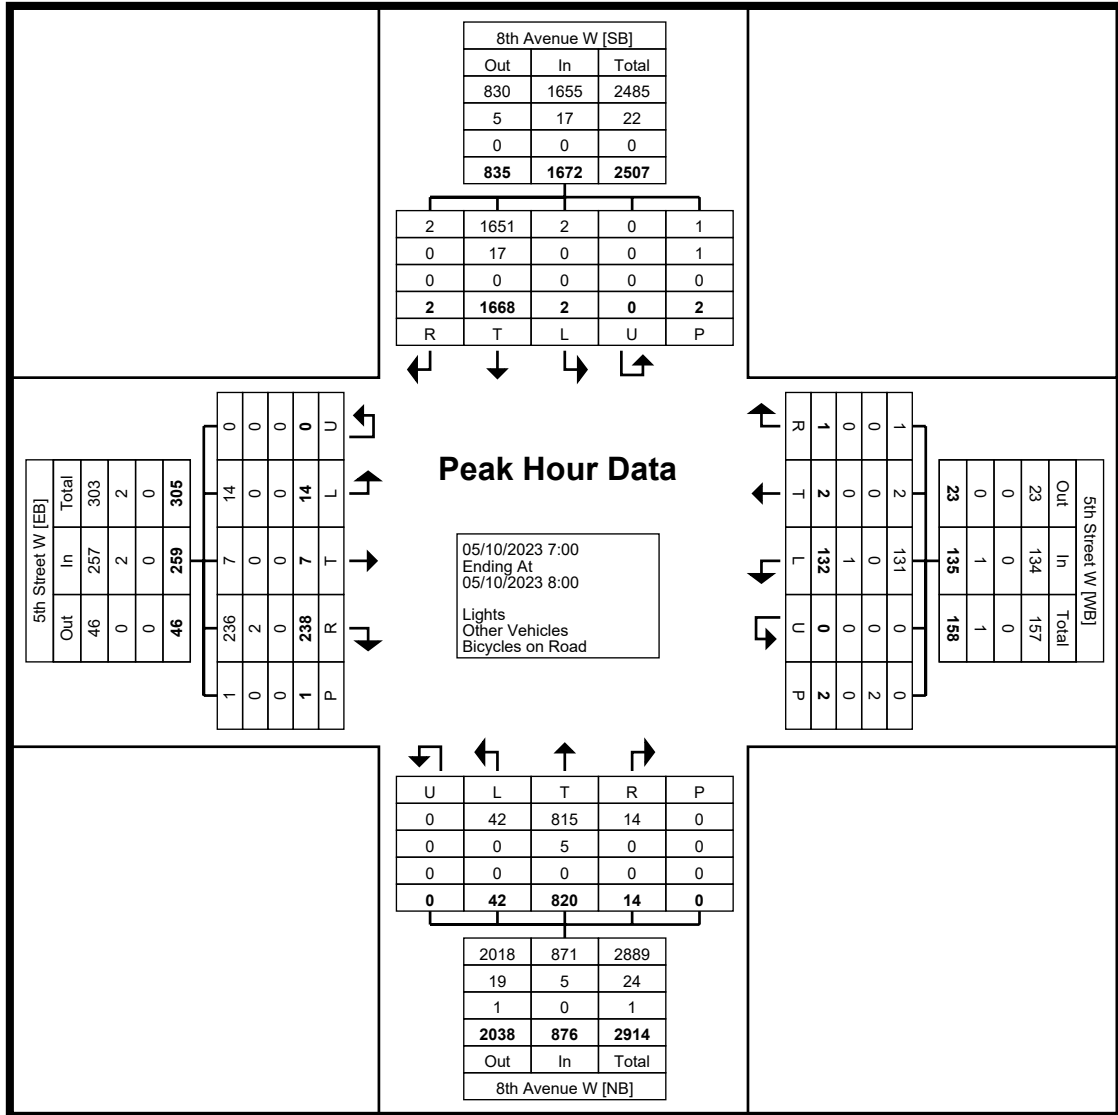 8th Avenue W [SB]
Out In Total
830 1655 2485
5 17 22
0 0 0
835 1672 2507
2 1651 2 0 1
0 17 0 0 1
0 0 0 0 0
2 1668 2 0 2
R T L U P
5th Street W [EB]
Total In Out
303 257 46
2 2 0
0 0 0
305 259 46
0 14 7 236 1
0 0 0 2 0
0 0 0 0 0
0 14 7 238 1
U L T R P
Peak Hour Data
05/10/2023 7:00
Ending At
05/10/2023 8:00
Lights
Other Vehicles
Bicycles on Road
5th Street W [WB]
Out In Total
23 134 157
0 0 0
0 1 1
23 135 158
1 2 131 0 0
0 0 0 0 2
0 0 1 0 0
1 2 132 0 2
R T L U P
U L T R P
0 42 815 14 0
0 0 5 0 0
0 0 0 0 0
0 42 820 14 0
2018 871 2889
19 5 24
1 0 1
2038 876 2914
Out In Total
8th Avenue W [NB]